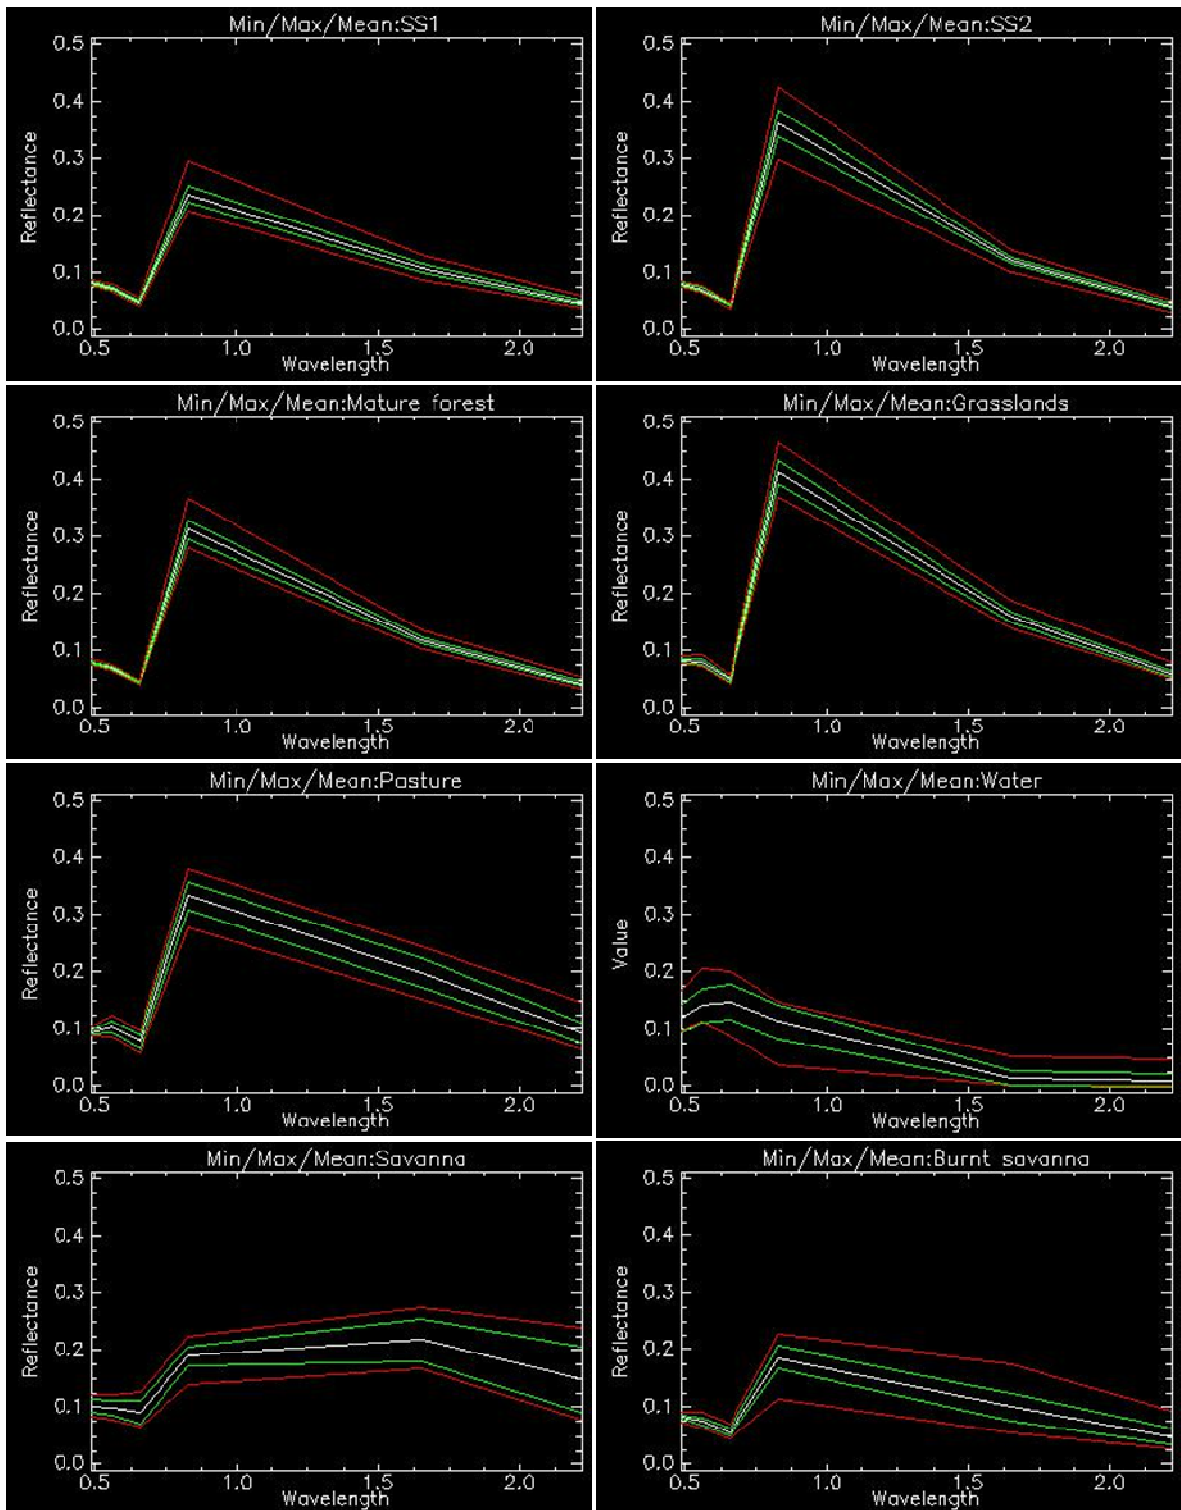 Min/Max/Mean:SS1
0.5
0.4
0.3
0.2
0.1
0.0
Reflectance
0.5 1.0 1.5 2.0
Wavelength
Min/Max/Mean:SS2
0.5
0.4
0.3
0.2
0.1
0.0
Reflectance
0.5 1.0 1.5 2.0
Wavelength
Min/Max/Mean:Mature forest
0.5
0.4
0.3
0.2
0.1
0.0
Reflectance
0.5 1.0 1.5 2.0
Wavelength
Min/Max/Mean:Grasslands
0.5
0.4
0.3
0.2
0.1
0.0
Reflectance
0.5 1.0 1.5 2.0
Wavelength
Min/Max/Mean:Pasture
0.5
0.4
0.3
0.2
0.1
0.0
Reflectance
0.5 1.0 1.5 2.0
Wavelength
Min/Max/Mean:Water
0.5
0.4
0.3
0.2
0.1
0.0
Value
0.5 1.0 1.5 2.0
Wavelength
Min/Max/Mean:Savanna
0.5
0.4
0.3
0.2
0.1
0.0
Reflectance
0.5 1.0 1.5 2.0
Wavelength
Min/Max/Mean:Burnt savanna
0.5
0.4
0.3
0.2
0.1
0.0
Reflectance
0.5 1.0 1.5 2.0
Wavelength